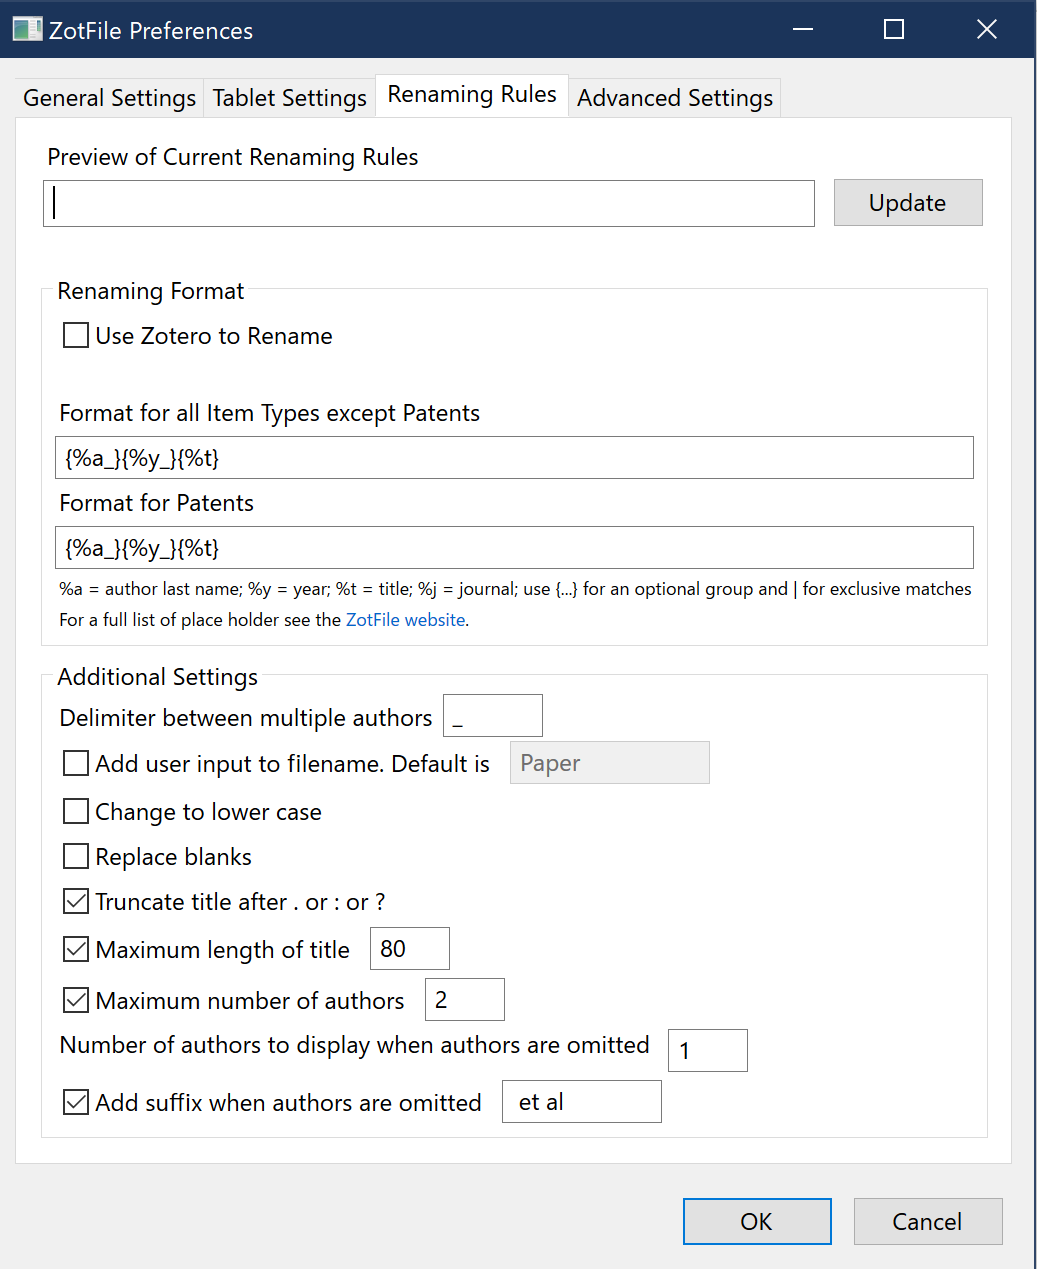 ZotFile Preferences
General Settings Tablet Settings Renaming Rules Advanced Settings
Preview of Current Renaming Rules
Update
Renaming Format
Use Zotero to Rename
Format for all Item Types except Patents
{%a_}{%y_}{%t}
Format for Patents
{%a_}{%y_}{%t}
%a = author last name; %y = year; %t = title; %j = journal; use {...} for an optional group and | for exclusive matches
For a full list of place holder see the ZotFile website.
Additional Settings
Delimiter between multiple authors _
Add user input to filename. Default is Paper
Change to lower case
Replace blanks
Truncate title after . or : or ?
Maximum length of title 80
Maximum number of authors 2
Number of authors to display when authors are omitted 1
Add suffix when authors are omitted et al
OK Cancel